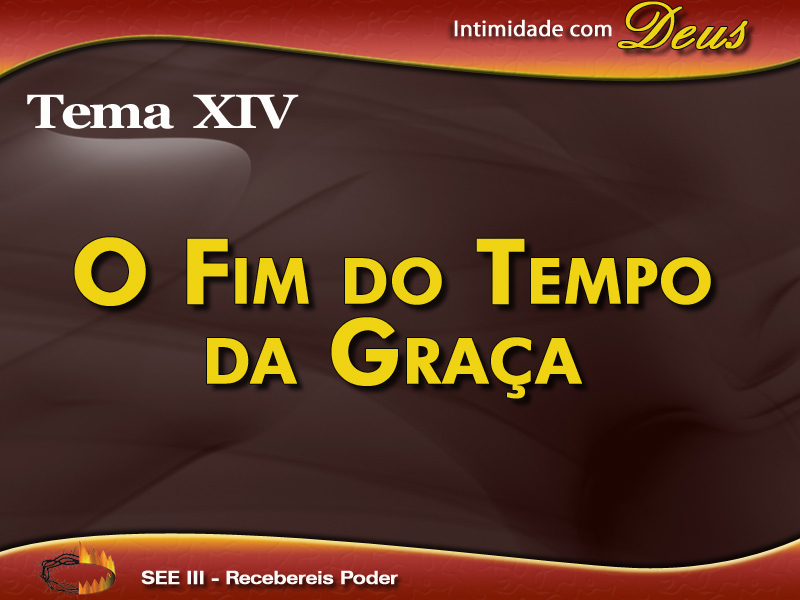 Intimidade com Deus
Tema XIV
O Fim do Tempo
da Graça
SEE III - Recebereis Poder